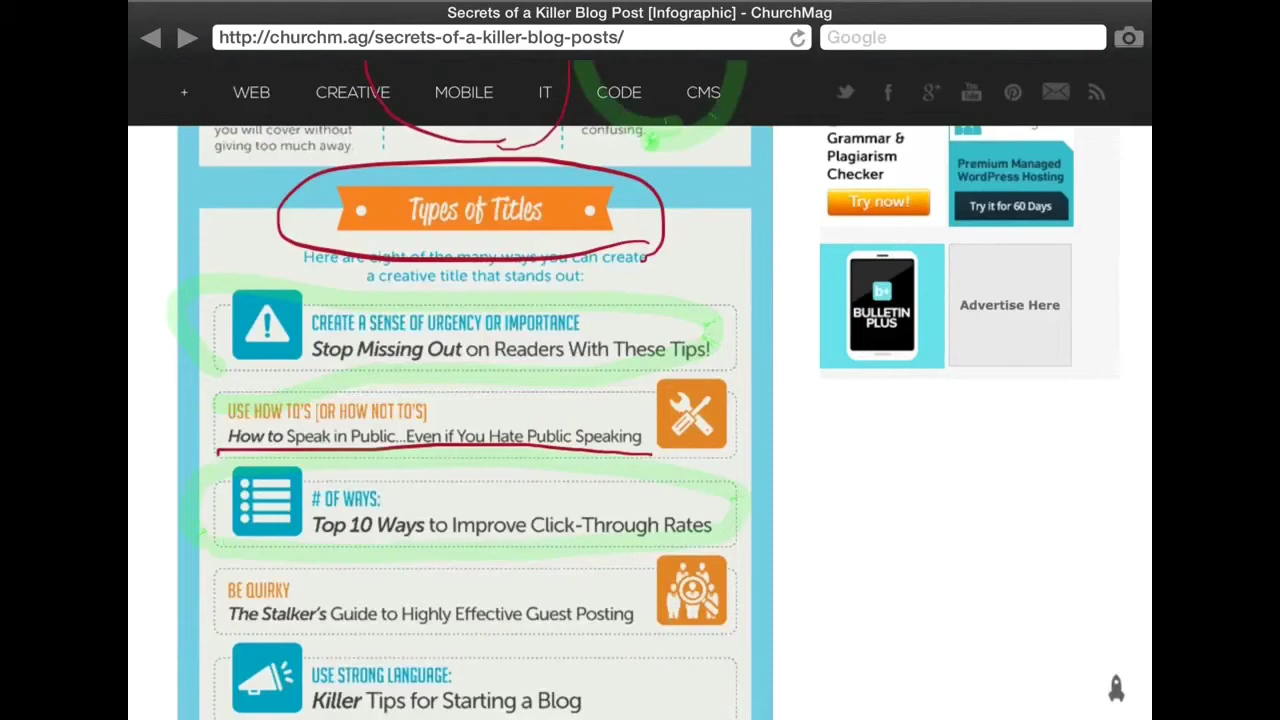 Secrets of a Killer Blog Post [Infographic] - ChurchMag
http://churchm.ag/secrets-of-a-killer-blog-posts/
Google
+ WEB CREATIVE MOBILE IT CODE CMS
you will cover without
giving too much away.
confusing.
Types of Titles
Here are eight of the many ways you can create
a creative title that stands out:
CREATE A SENSE OF URGENCY OR IMPORTANCE
Stop Missing Out on Readers With These Tips!
USE HOW TO'S (OR HOW NOT TO'S)
How to Speak in Public...Even if You Hate Public Speaking
# OF WAYS:
Top 10 Ways to Improve Click-Through Rates
BE QUIRKY
The Stalker's Guide to Highly Effective Guest Posting
USE STRONG LANGUAGE:
Killer Tips for Starting a Blog
Grammar &
Plagiarism
Checker
Try now!
Premium Managed
WordPress Hosting
Try it for 60 Days
b+
BULLETIN
PLUS
Advertise Here